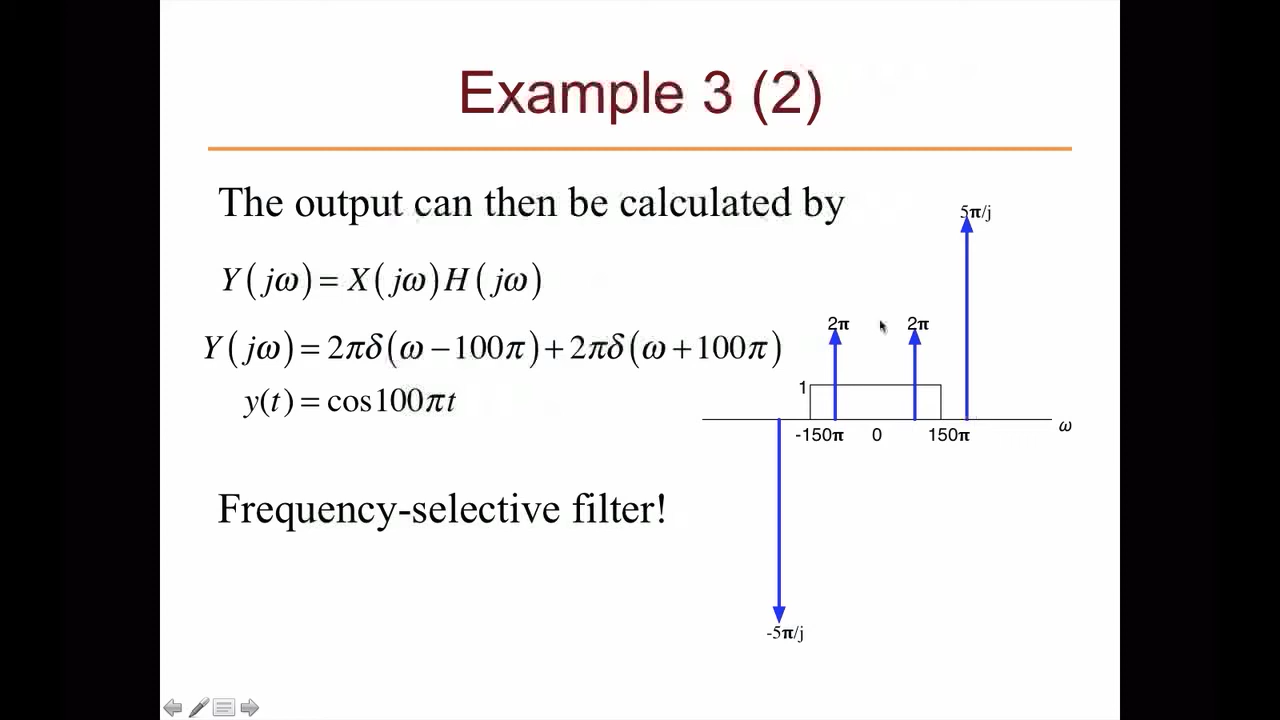 Example 3 (2)
The output can then be calculated by
Y(jω) = X(jω)H(jω)
Y(jω) = 2πδ(ω − 100π) + 2πδ(ω + 100π)
y(t) = cos100πt
Frequency-selective filter!
5π/j
2π 2π
1
-150π 0 150π ω
-5π/j